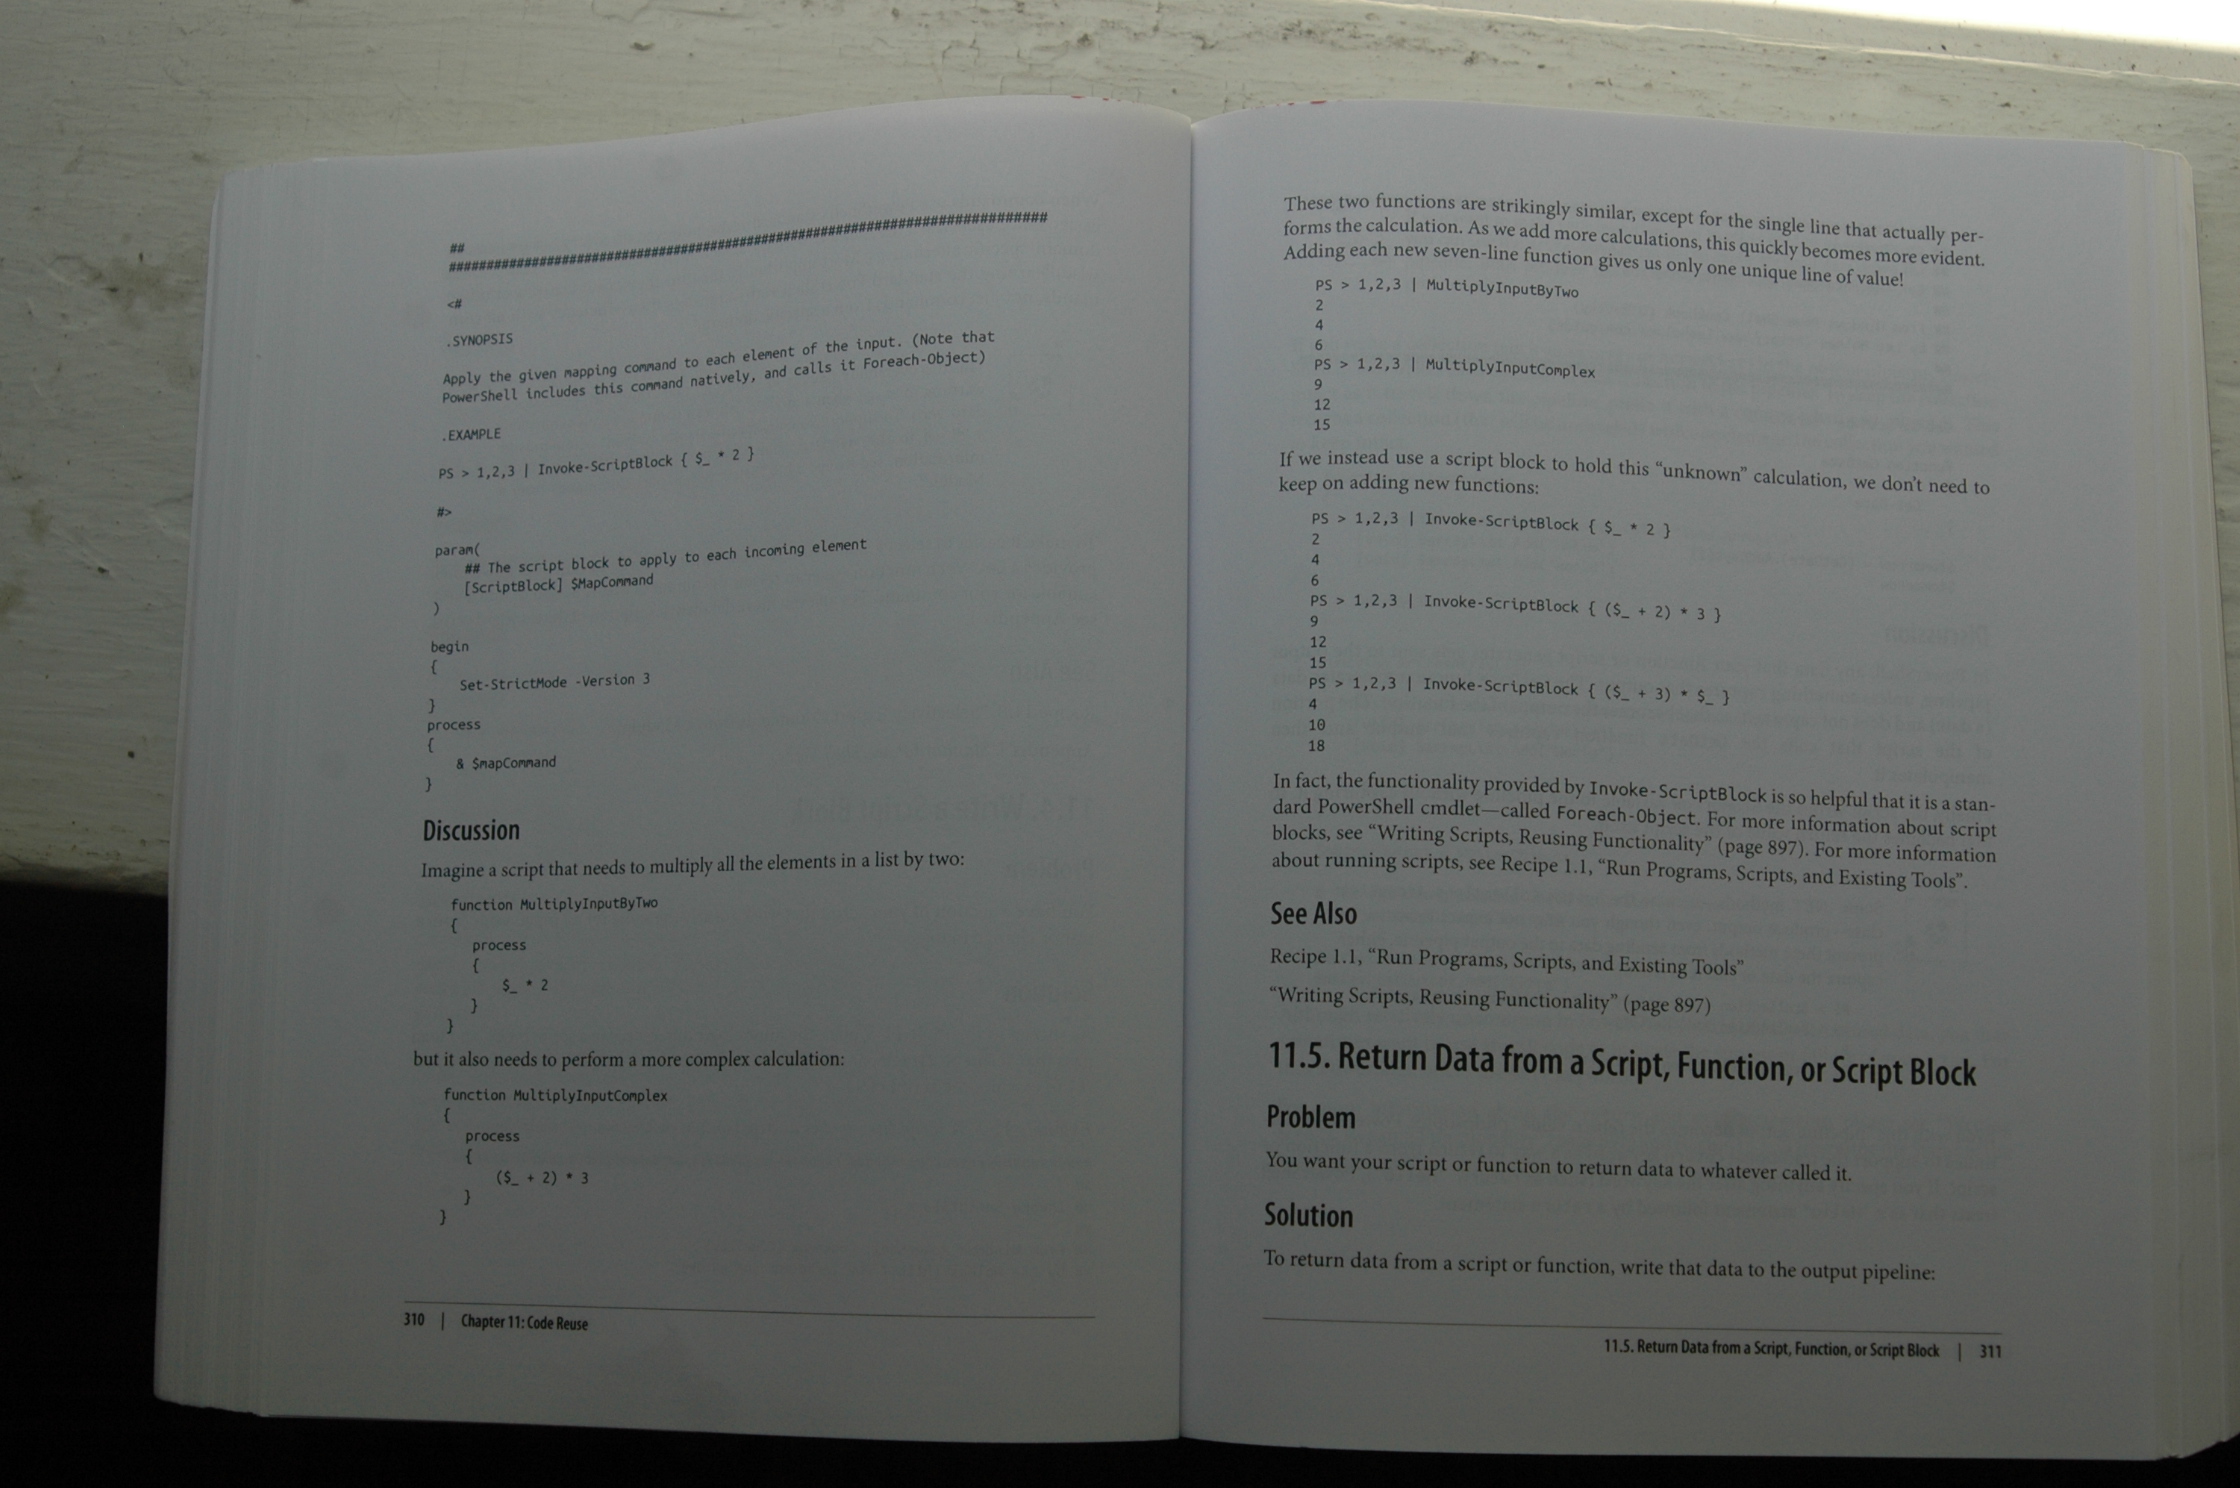 ##
##############################################################################
<#
.SYNOPSIS
Apply the given mapping command to each element of the input. (Note that
PowerShell includes this command natively, and calls it Foreach-Object)
.EXAMPLE
PS > 1,2,3 | Invoke-ScriptBlock { $_ * 2 }
#>
param(
    ## The script block to apply to each incoming element
    [ScriptBlock] $MapCommand
)
begin
{
    Set-StrictMode -Version 3
}
process
{
    & $mapCommand
}
Discussion
Imagine a script that needs to multiply all the elements in a list by two:
function MultiplyInputByTwo
{
   process
   {
       $_ * 2
   }
}
but it also needs to perform a more complex calculation:
function MultiplyInputComplex
{
   process
   {
       ($_ + 2) * 3
   }
}
310 | Chapter 11: Code Reuse
These two functions are strikingly similar, except for the single line that actually per-
forms the calculation. As we add more calculations, this quickly becomes more evident.
Adding each new seven-line function gives us only one unique line of value!
PS > 1,2,3 | MultiplyInputByTwo
2
4
6
PS > 1,2,3 | MultiplyInputComplex
9
12
15
If we instead use a script block to hold this “unknown” calculation, we don’t need to
keep on adding new functions:
PS > 1,2,3 | Invoke-ScriptBlock { $_ * 2 }
2
4
6
PS > 1,2,3 | Invoke-ScriptBlock { ($_ + 2) * 3 }
9
12
15
PS > 1,2,3 | Invoke-ScriptBlock { ($_ + 3) * $_ }
4
10
18
In fact, the functionality provided by Invoke-ScriptBlock is so helpful that it is a stan-
dard PowerShell cmdlet—called Foreach-Object. For more information about script
blocks, see “Writing Scripts, Reusing Functionality” (page 897). For more information
about running scripts, see Recipe 1.1, “Run Programs, Scripts, and Existing Tools”.
See Also
Recipe 1.1, “Run Programs, Scripts, and Existing Tools”
“Writing Scripts, Reusing Functionality” (page 897)
11.5. Return Data from a Script, Function, or Script Block
Problem
You want your script or function to return data to whatever called it.
Solution
To return data from a script or function, write that data to the output pipeline:
11.5. Return Data from a Script, Function, or Script Block | 311